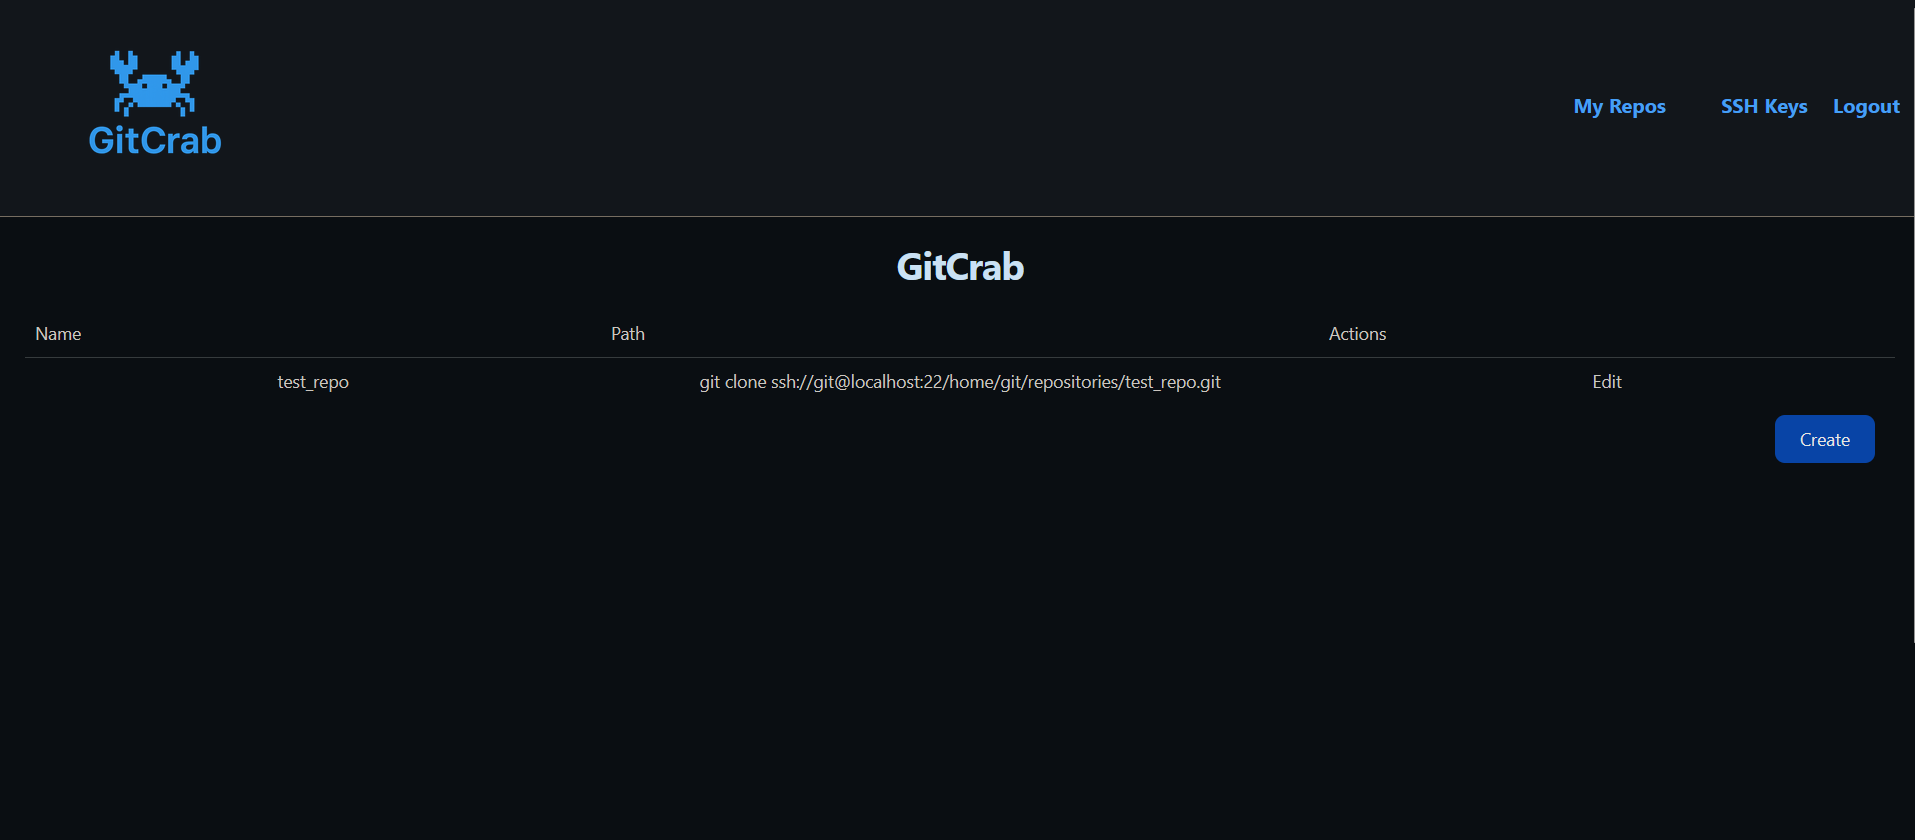 GitCrab
My Repos SSH Keys Logout
GitCrab
Name Path Actions
test_repo git clone ssh://git@localhost:22/home/git/repositories/test_repo.git Edit
Create